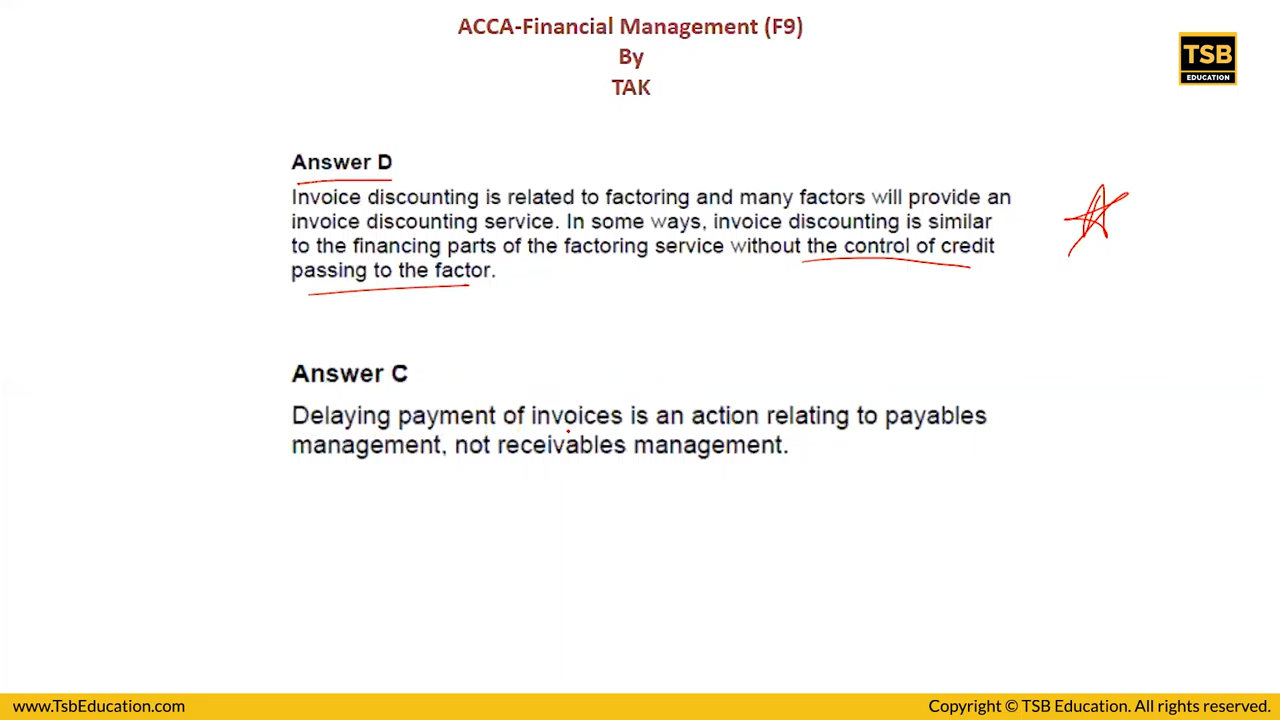 ACCA-Financial Management (F9)
By
TAK
TSB
EDUCATION
Answer D
Invoice discounting is related to factoring and many factors will provide an
invoice discounting service. In some ways, invoice discounting is similar
to the financing parts of the factoring service without the control of credit
passing to the factor.
Answer C
Delaying payment of invoices is an action relating to payables
management, not receivables management.
www.TsbEducation.com
Copyright © TSB Education. All rights reserved.